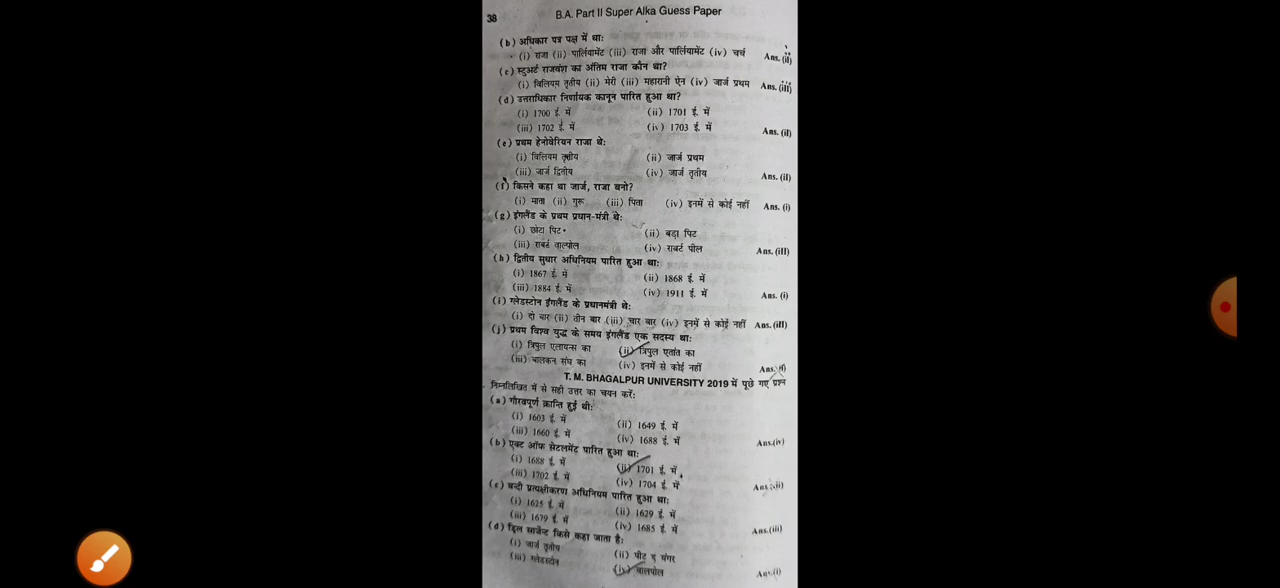 38
B.A. Part II Super Alka Guess Paper
(b) अधिकार पत्र पक्ष में था:
(i) राजा (ii) पार्लियामेंट (iii) राजा और पार्लियामेंट (iv) चर्च Ans. (ii)
(c) स्टुअर्ट राजवंश का अंतिम राजा कौन था?
(i) विलियम तृतीय (ii) मेरी (iii) महारानी ऐन (iv) जार्ज प्रथम Ans. (iii)
(d) उत्तराधिकार निर्णायक कानून पारित हुआ था?
(i) 1700 ई. में (ii) 1701 ई. में
(iii) 1702 ई. में (iv) 1703 ई. में Ans. (ii)
(e) प्रथम हेनोवेरियन राजा थे:
(i) विलियम तृतीय (ii) जार्ज प्रथम
(iii) जार्ज द्वितीय (iv) जार्ज तृतीय Ans. (ii)
(f) किसने कहा था जार्ज, राजा बनो?
(i) माता (ii) गुरू (iii) पिता (iv) इनमें से कोई नहीं Ans. (i)
(g) इंगलैंड के प्रथम प्रधान-मंत्री थे:
(i) छोटा पिट (ii) बड़ा पिट
(iii) राबर्ट वाल्पोल (iv) राबर्ट पील Ans. (iii)
(h) द्वितीय सुधार अधिनियम पारित हुआ था:
(i) 1867 ई. में (ii) 1868 ई. में
(iii) 1884 ई. में (iv) 1911 ई. में Ans. (i)
(i) ग्लेडस्टोन इंगलैंड के प्रधानमंत्री थे:
(i) दो बार (ii) तीन बार (iii) चार बार (iv) इनमें से कोई नहीं Ans. (iii)
(j) प्रथम विश्व युद्ध के समय इंगलैंड एक सदस्य था:
(i) त्रिपुल एलायन्स का (ii) त्रिपुल एतांत का
(iii) बालकन संघ का (iv) इनमें से कोई नहीं Ans.
T. M. BHAGALPUR UNIVERSITY 2019 में पूछे गए प्रश्न
निम्नलिखित में से सही उत्तर का चयन करें:
(a) गौरवपूर्ण क्रान्ति हुई थी:
(i) 1603 ई. में (ii) 1649 ई. में
(iii) 1660 ई. में (iv) 1688 ई. में Ans.(iv)
(b) एक्ट ऑफ सेटलमेंट पारित हुआ था:
(i) 1688 ई. में (ii) 1701 ई. में
(iii) 1702 ई. में (iv) 1704 ई. में Ans.(ii)
(c) बन्दी प्रत्यक्षीकरण अधिनियम पारित हुआ था:
(i) 1625 ई. में (ii) 1629 ई. में
(iii) 1679 ई. में (iv) 1685 ई. में Ans.(iii)
(d) ड्रिल सार्जेन्ट किसे कहा जाता है:
(i) जार्ज तृतीय (ii) पीट द यंगर
(iii) ग्लेडस्टोन (iv) वालपोल Ans.(i)